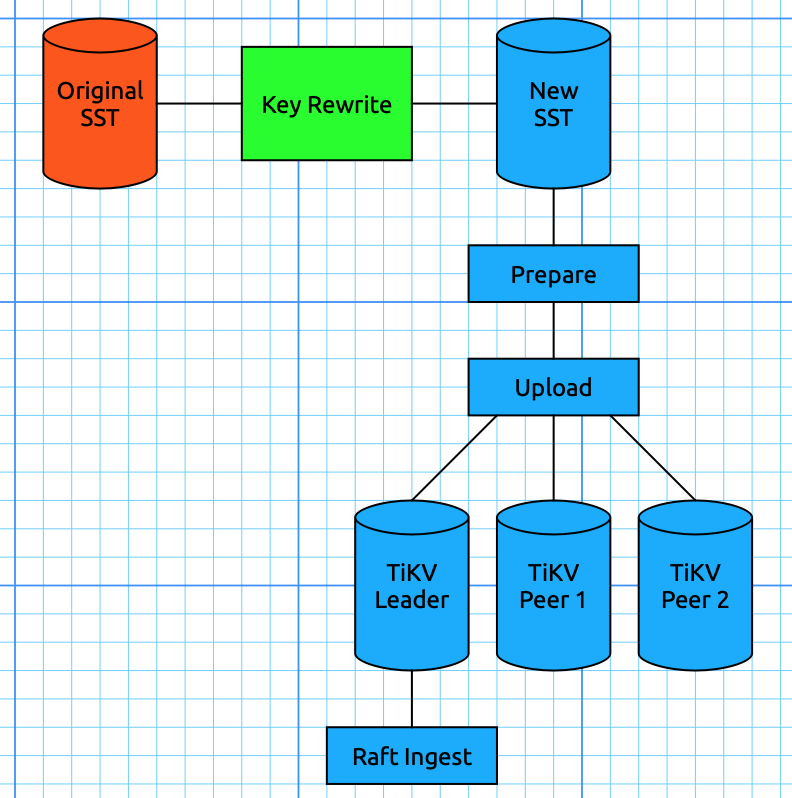 Original
SST
Key Rewrite
New
SST
Prepare
Upload
TiKV
Leader
TiKV
Peer 1
TiKV
Peer 2
Raft Ingest